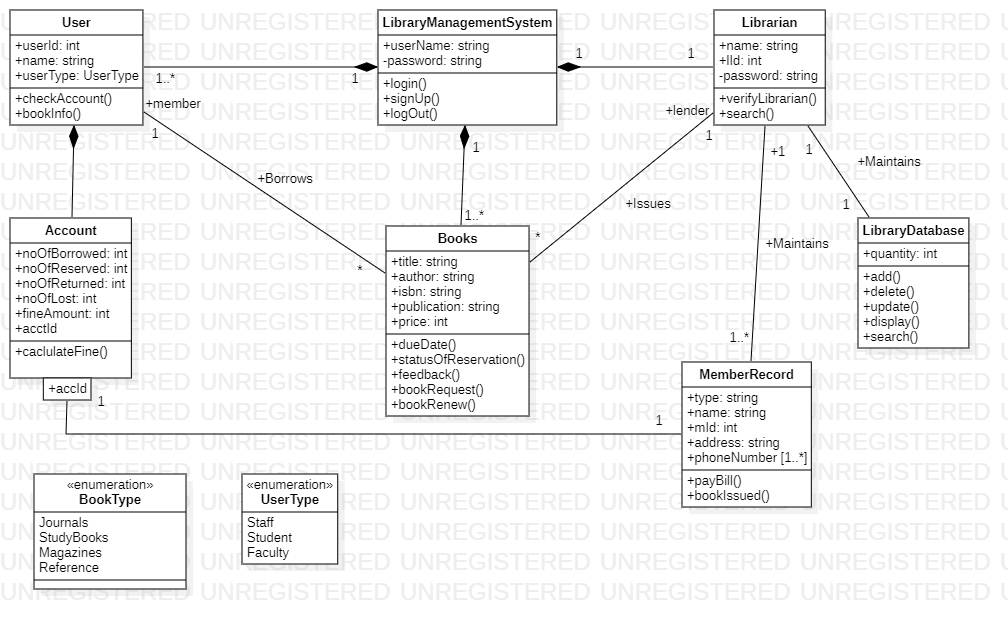 User
+userId: int
+name: string
+userType: UserType
+checkAccount()
+bookInfo()
LibraryManagementSystem
+userName: string
-password: string
+login()
+signUp()
+logOut()
Librarian
+name: string
+lId: int
-password: string
+verifyLibrarian()
+search()
1..*
1
1
1
+member
1
+Borrows
*
1
1..*
+lender
1
+Issues
*
+1
+Maintains
1..*
1
+Maintains
1
Account
+noOfBorrowed: int
+noOfReserved: int
+noOfReturned: int
+noOfLost: int
+fineAmount: int
+acctId
+caclulateFine()
+accId
1
1
Books
+title: string
+author: string
+isbn: string
+publication: string
+price: int
+dueDate()
+statusOfReservation()
+feedback()
+bookRequest()
+bookRenew()
LibraryDatabase
+quantity: int
+add()
+delete()
+update()
+display()
+search()
MemberRecord
+type: string
+name: string
+mId: int
+address: string
+phoneNumber [1..*]
+payBill()
+bookIssued()
«enumeration»
BookType
Journals
StudyBooks
Magazines
Reference
«enumeration»
UserType
Staff
Student
Faculty
UNREGISTERED